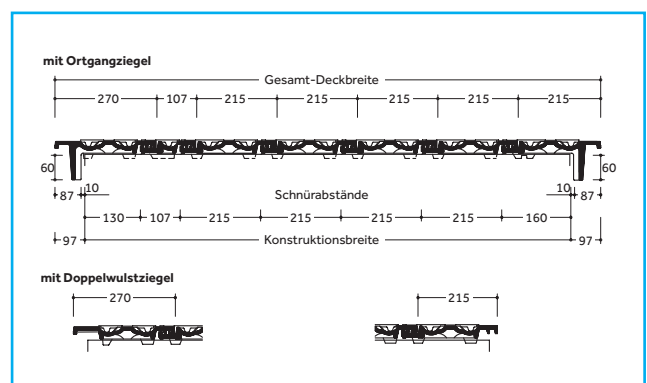 mit Ortgangziegel
Gesamt-Deckbreite
270 107 215 215 215 215 215
60 60
87 10 Schnürabstände 10 87
130 107 215 215 215 215 160
97 Konstruktionsbreite 97
mit Doppelwulstziegel
270 215